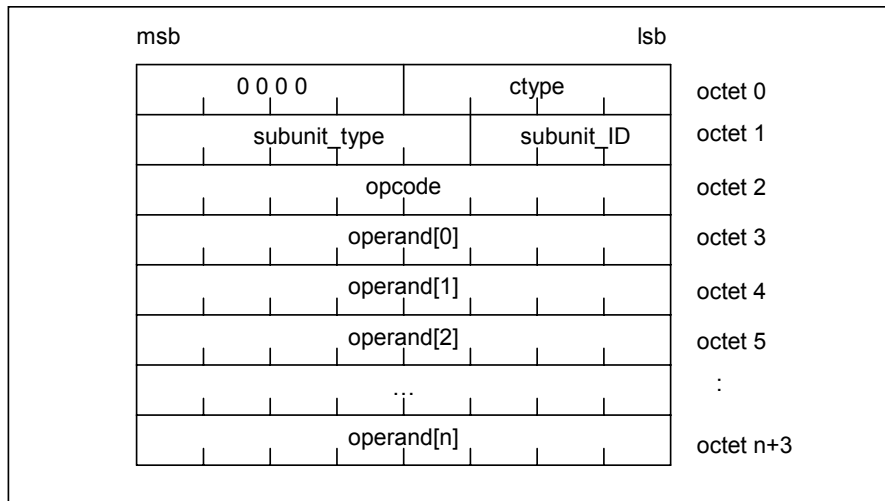 msb lsb
0 0 0 0 ctype octet 0
subunit_type subunit_ID octet 1
opcode octet 2
operand[0] octet 3
operand[1] octet 4
operand[2] octet 5
... :
operand[n] octet n+3